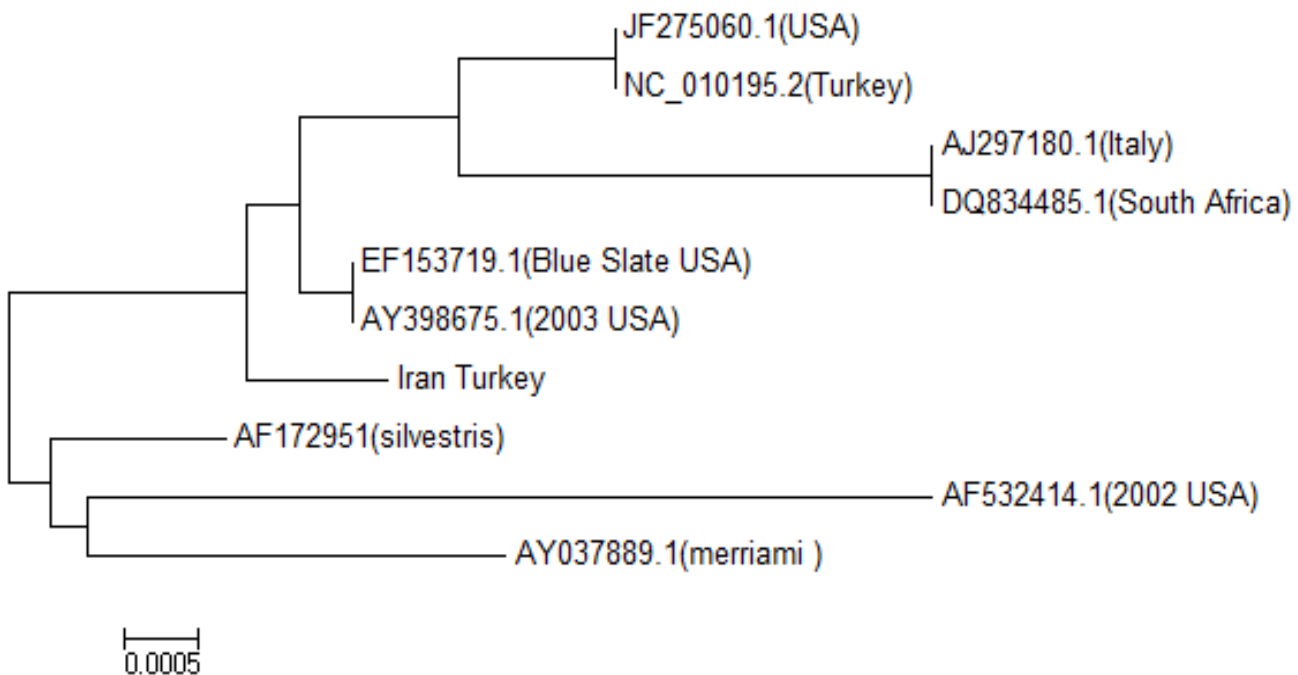 JF275060.1(USA)
NC_010195.2(Turkey)
AJ297180.1(Italy)
DQ834485.1(South Africa)
EF153719.1(Blue Slate USA)
AY398675.1(2003 USA)
Iran Turkey
AF172951(silvestris)
AF532414.1(2002 USA)
AY037889.1(merriami )
0.0005